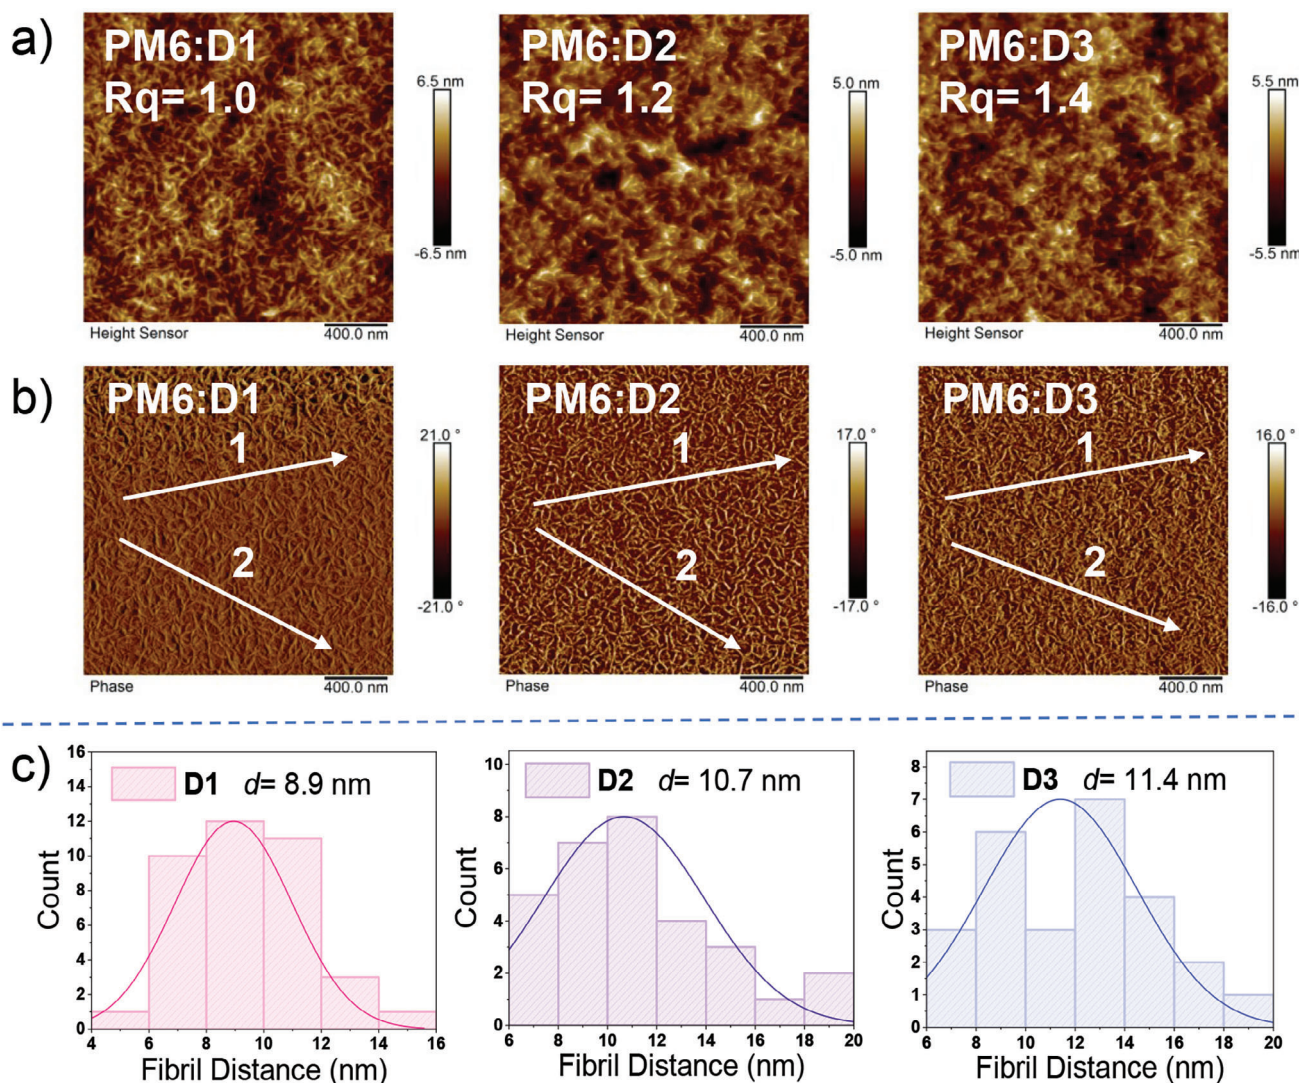 a)
PM6:D1
Rq= 1.0
6.5 nm
-6.5 nm
Height Sensor
400.0 nm
PM6:D2
Rq= 1.2
5.0 nm
-5.0 nm
400.0 nm
PM6:D3
Rq= 1.4
5.5 nm
-5.5 nm
Height Sensor
400.0 nm
b)
PM6:D1
1
2
21.0 °
-21.0 °
Phase
400.0 nm
PM6:D2
1
2
17.0 °
-17.0 °
Phase
400.0 nm
PM6:D3
1
2
16.0 °
-16.0 °
Phase
400.0 nm
c)
D1 d= 8.9 nm
Count
16
14
12
10
8
6
4
2
0
4 6 8 10 12 14 16
Fibril Distance (nm)
D2 d= 10.7 nm
Count
10
8
6
4
2
0
6 8 10 12 14 16 18 20
Fibril Distance (nm)
D3 d= 11.4 nm
Count
8
7
6
5
4
3
2
1
0
6 8 10 12 14 16 18 20
Fibril Distance (nm)